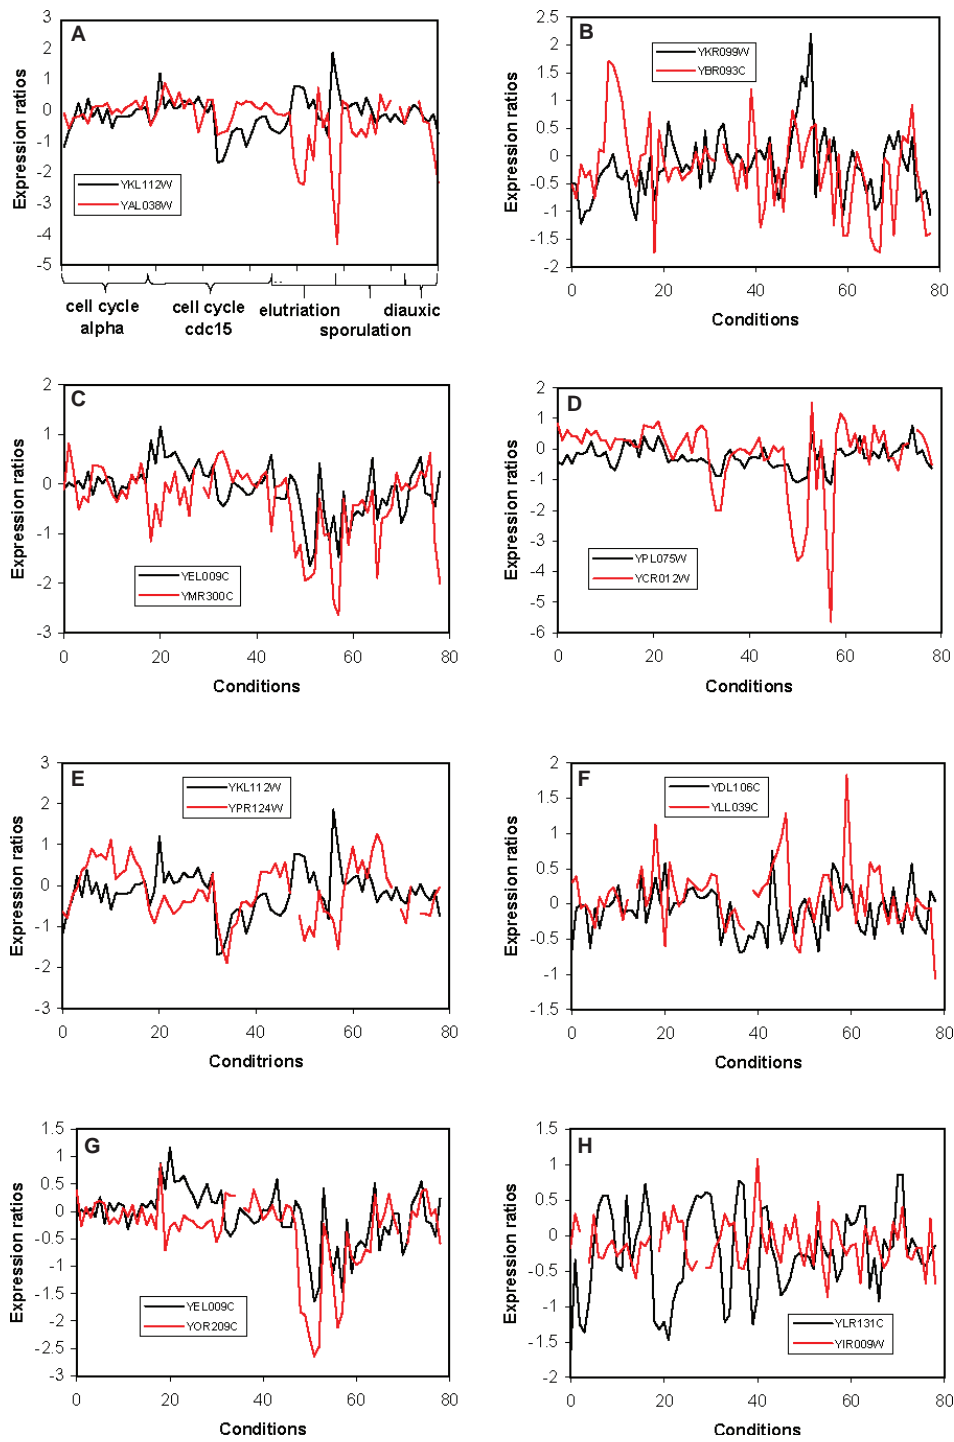 A
Expression ratios
3
2
1
0
-1
-2
-3
-4
-5
YKL112W
YAL038W
cell cycle alpha
cell cycle cdc15
elutriation
sporulation
diauxic
B
Expression ratios
2.5
2
1.5
1
0.5
0
-0.5
-1
-1.5
-2
YKR099W
YBR093C
0 20 40 60 80
Conditions
C
Expression ratios
2
1
0
-1
-2
-3
YEL009C
YMR300C
0 20 40 60 80
Conditions
D
Expression ratios
2
1
0
-1
-2
-3
-4
-5
-6
YPL075W
YCR012W
0 20 40 60 80
Conditions
E
Expression ratios
3
2
1
0
-1
-2
-3
YKL112W
YPR124W
0 20 40 60 80
Conditrions
F
Expression ratios
2
1.5
1
0.5
0
-0.5
-1
-1.5
YDL106C
YLL039C
0 20 40 60 80
Conditions
G
Expression ratios
1.5
1
0.5
0
-0.5
-1
-1.5
-2
-2.5
-3
YEL009C
YOR209C
0 20 40 60 80
Conditions
H
Expression ratios
1.5
1
0.5
0
-0.5
-1
-1.5
-2
YLR131C
YIR009W
0 20 40 60 80
Conditions